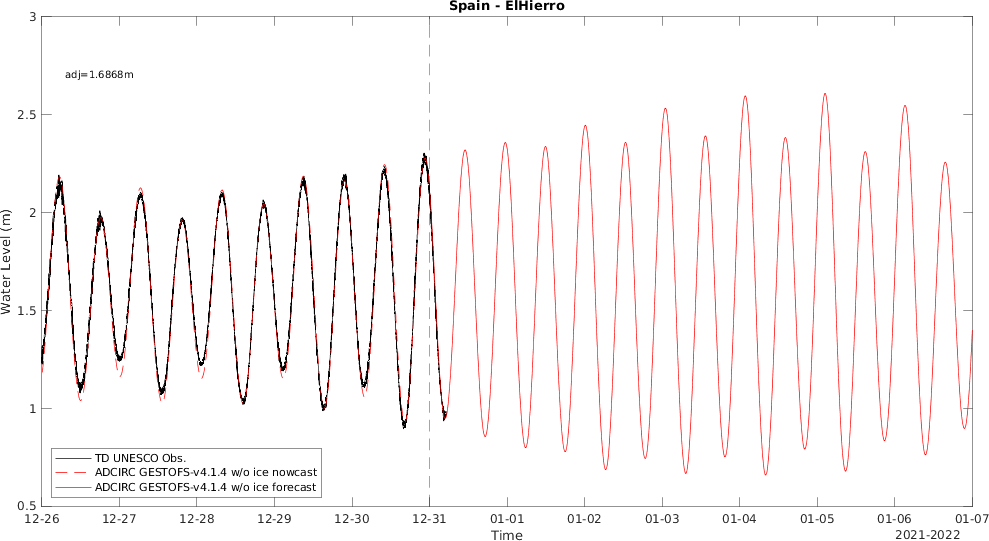 Spain - ElHierro
3
adj=1.6868m
2.5
2
Water Level (m)
1.5
1
TD UNESCO Obs.
ADCIRC GESTOFS-v4.1.4 w/o ice nowcast
ADCIRC GESTOFS-v4.1.4 w/o ice forecast
0.5
12-26 12-27 12-28 12-29 12-30 12-31 01-01 01-02 01-03 01-04 01-05 01-06 01-07
Time
2021-2022